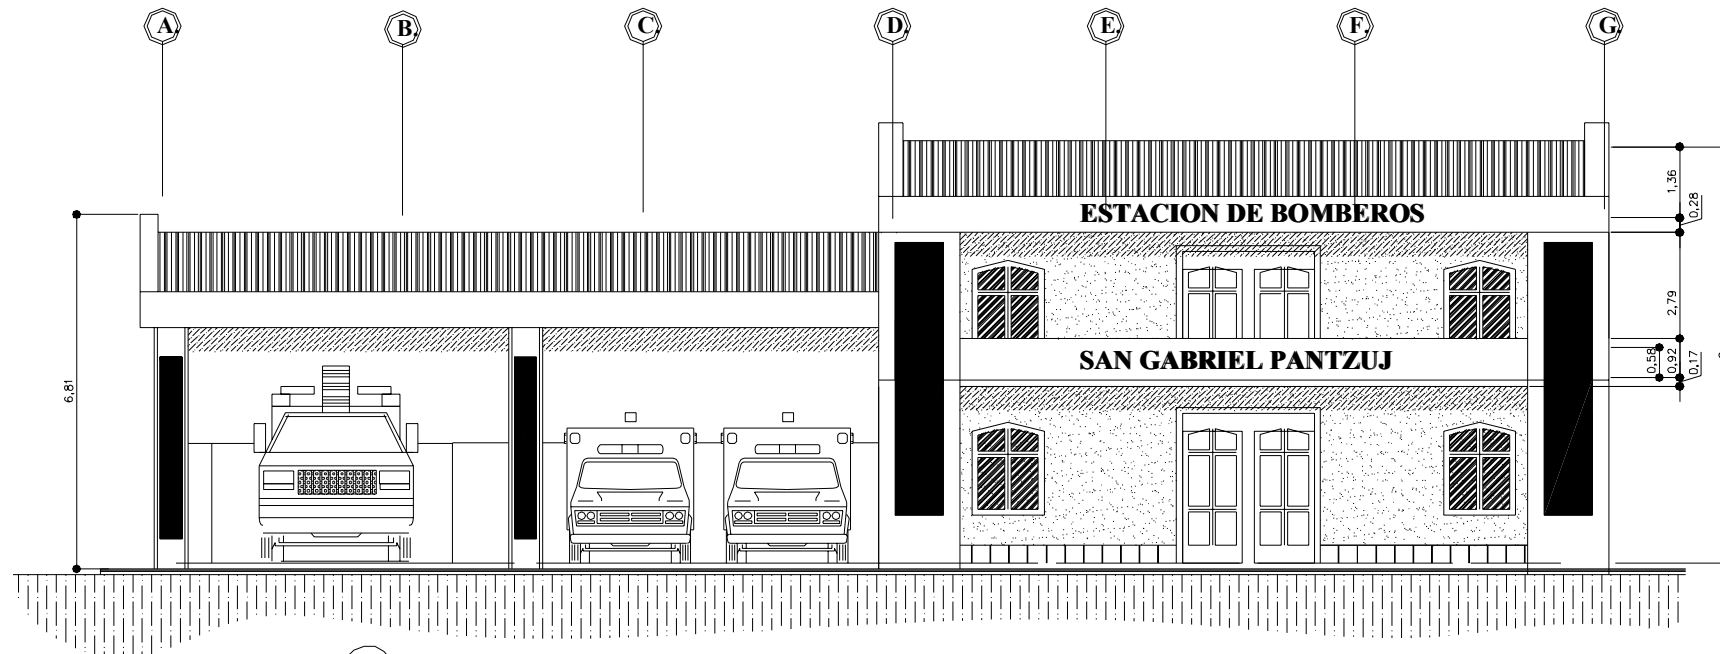 A. B. C. D. E. F. G.
ESTACION DE BOMBEROS
SAN GABRIEL PANTZUJ
6,81
1,36
0,28
2,79
0,58
0,92
0,17